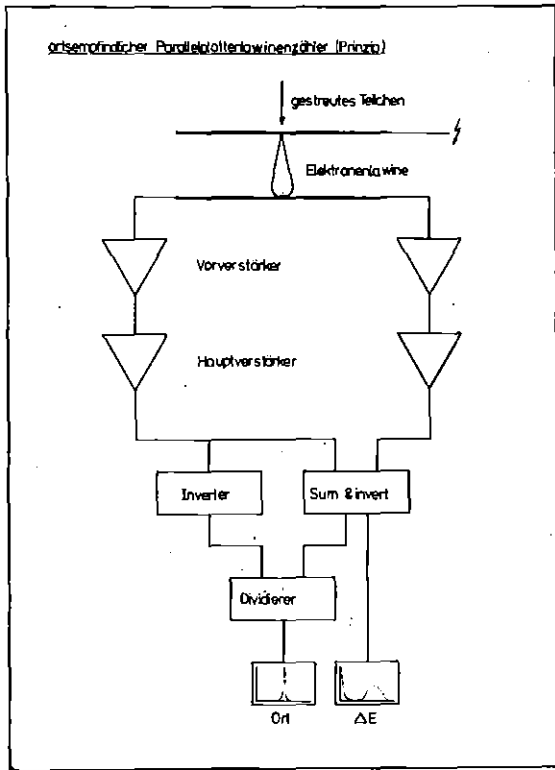 ortsempfindlicher Parallelplattenlawinenzähler (Prinzip)
gestreutes Teilchen
Elektronenlawine
Vorverstärker
Hauptverstärker
Inverter
Sum & invert
Dividierer
Ort
ΔE